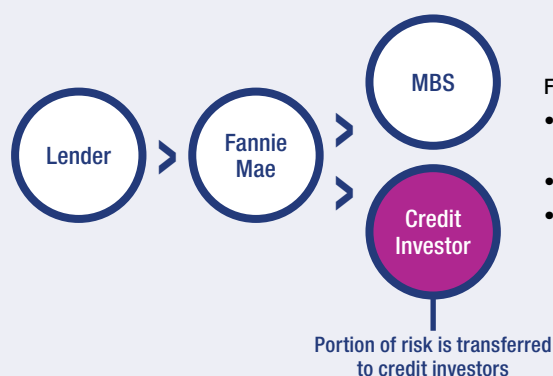 Lender
Fannie
Mae
MBS
Credit
Investor
Portion of risk is transferred
to credit investors
F
•
•
•